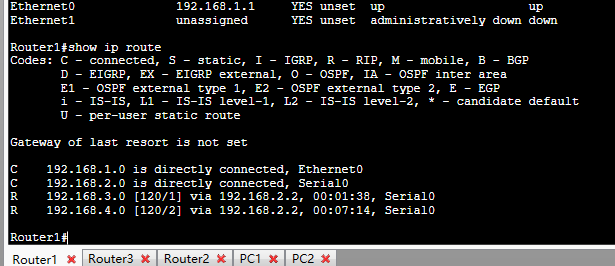 Ethernet0 192.168.1.1 YES unset up up
Ethernet1 unassigned YES unset administratively down down
Router1#show ip route
Codes: C - connected, S - static, I - IGRP, R - RIP, M - mobile, B - BGP
D - EIGRP, EX - EIGRP external, O - OSPF, IA - OSPF inter area
E1 - OSPF external type 1, E2 - OSPF external type 2, E - EGP
i - IS-IS, L1 - IS-IS level-1, L2 - IS-IS level-2, * - candidate default
U - per-user static route
Gateway of last resort is not set
C 192.168.1.0 is directly connected, Ethernet0
C 192.168.2.0 is directly connected, Serial0
R 192.168.3.0 [120/1] via 192.168.2.2, 00:01:38, Serial0
R 192.168.4.0 [120/2] via 192.168.2.2, 00:07:14, Serial0
Router1#
Router1 Router3 Router2 PC1 PC2